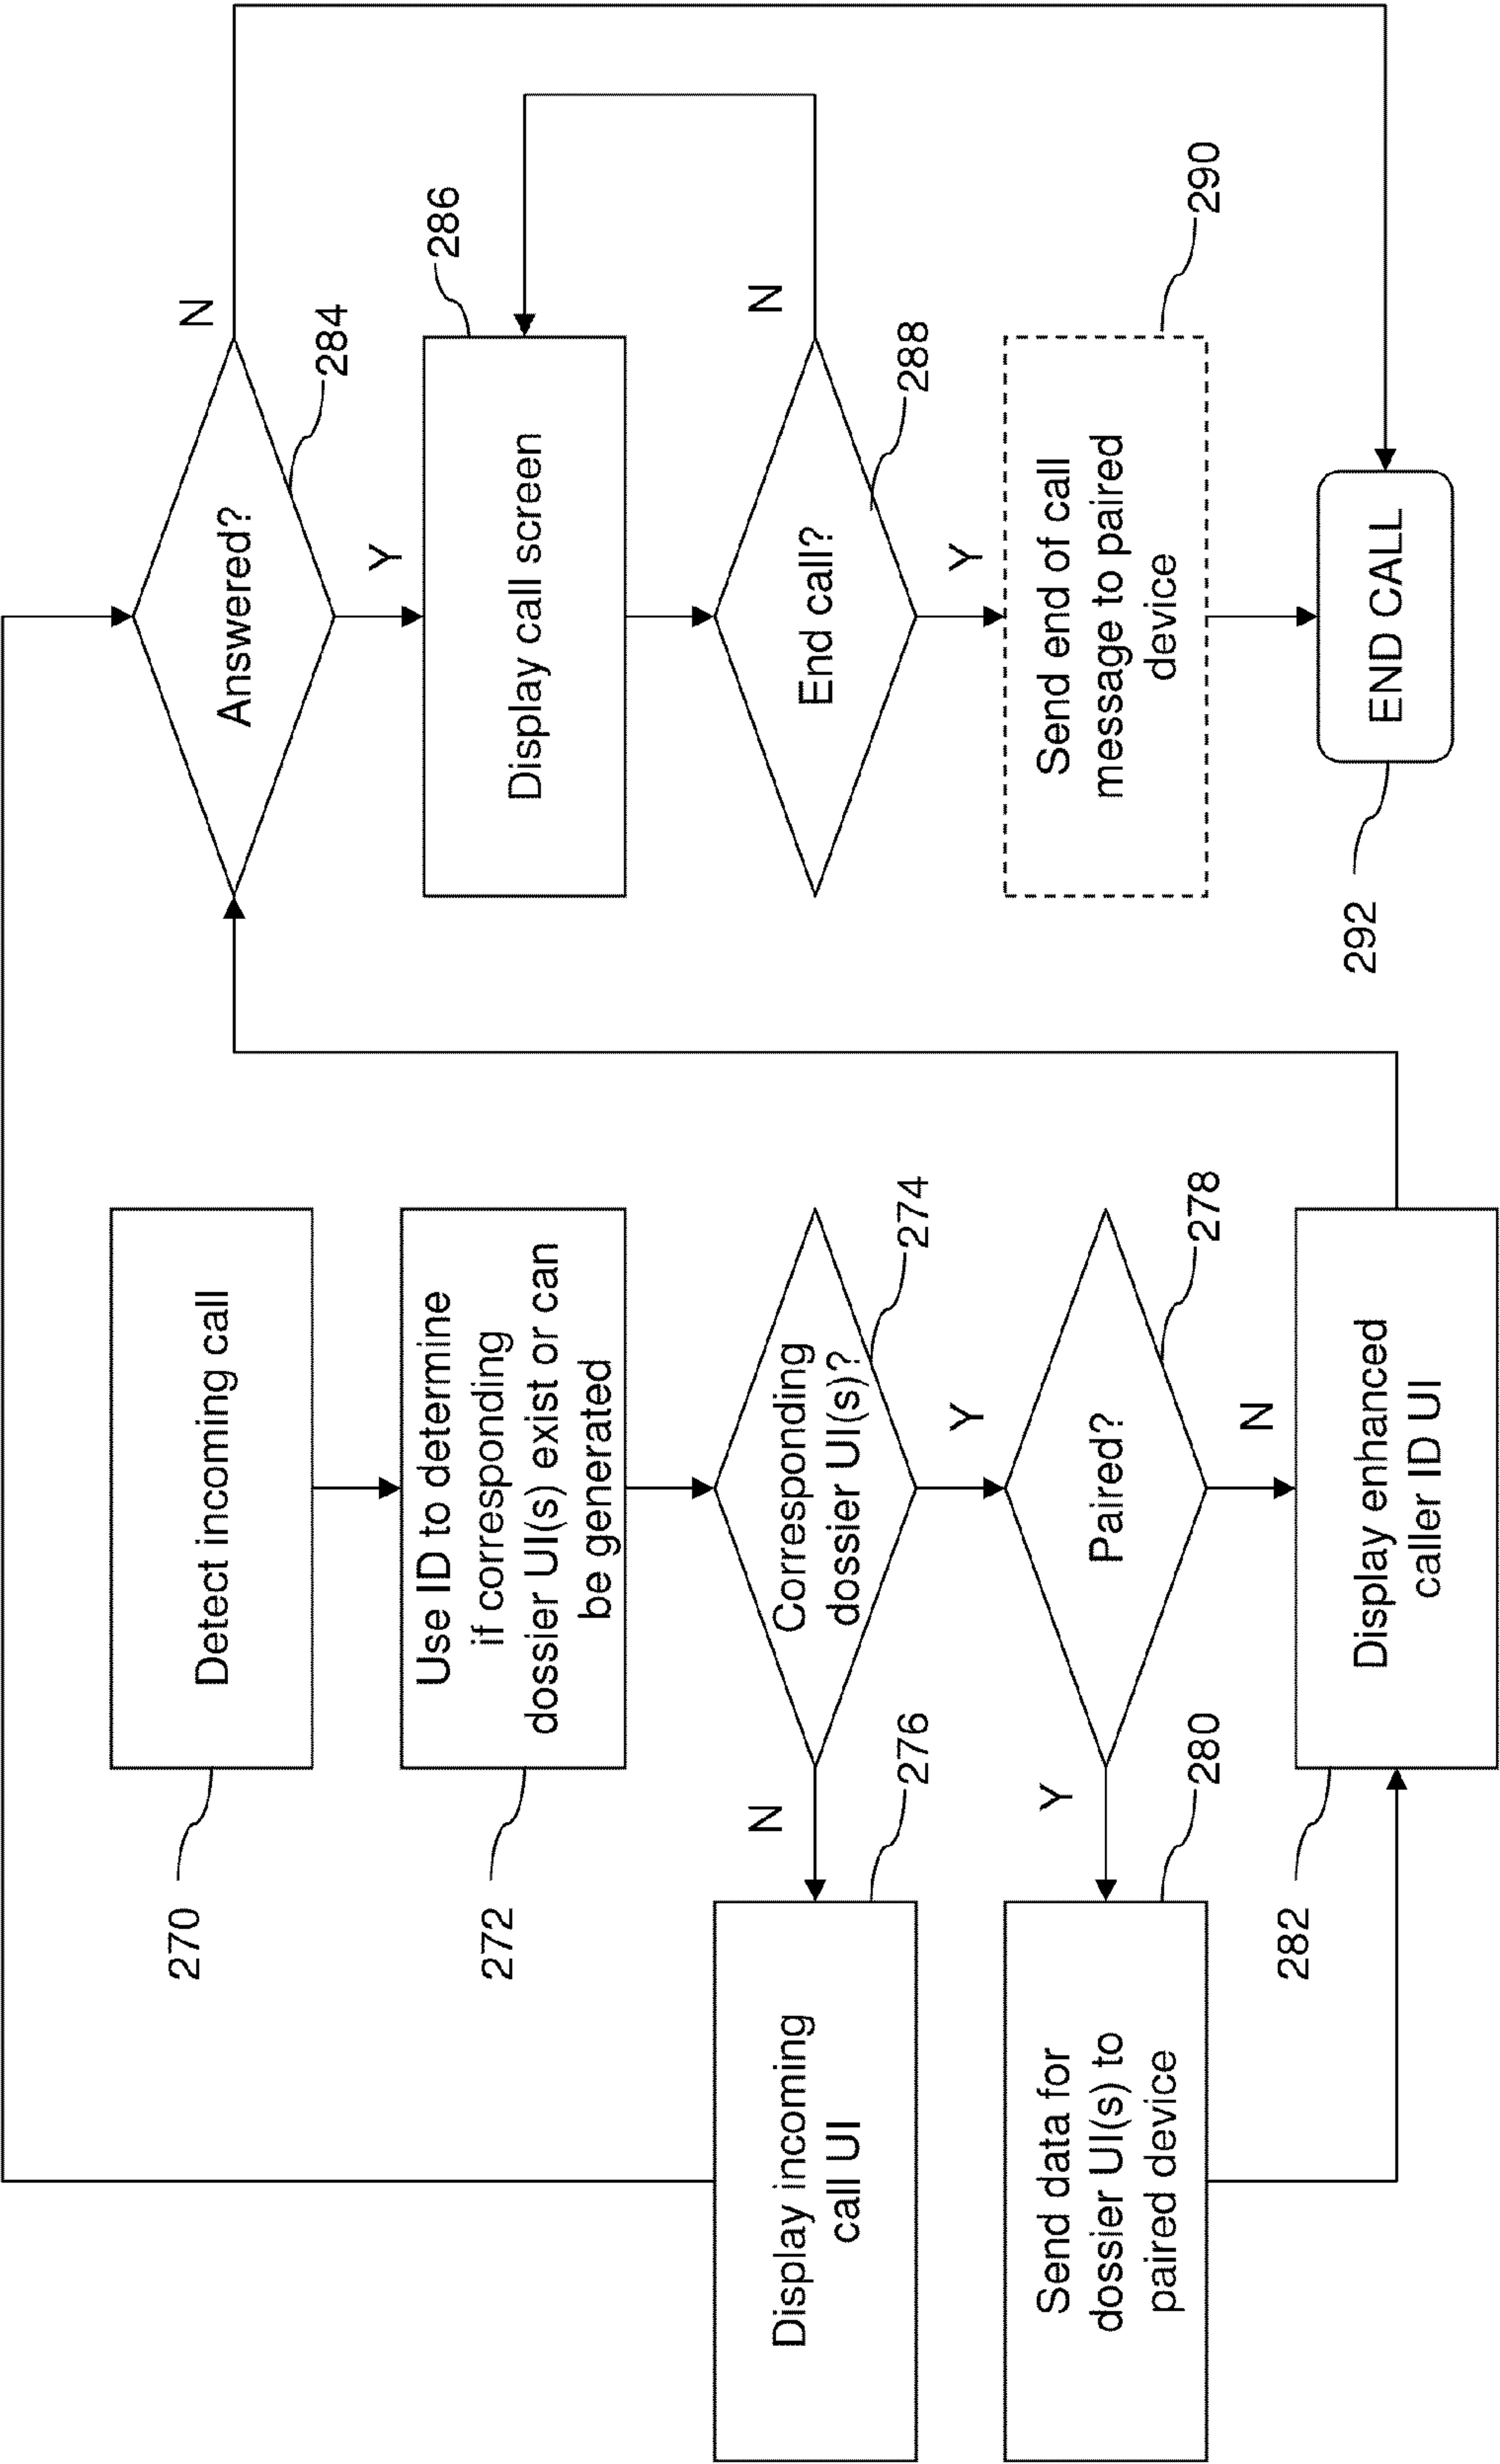 Detect incoming call
270
Use ID to determine
if corresponding
dossier UI(s) exist or can
be generated
272
Corresponding
dossier UI(s)?
274
N
Y
Display incoming
call UI
276
Paired?
278
Y
N
Send data for
dossier UI(s) to
paired device
280
Display enhanced
caller ID UI
282
Answered?
284
N
Y
Display call screen
286
End call?
288
N
Y
Send end of call
message to paired
device
290
END CALL
292